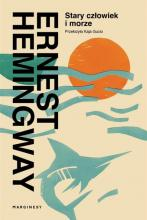 ERNEST
HEMINGWAY
Stary człowiek
i morze
Przełożyła Kaja Gucio
MARGINESY